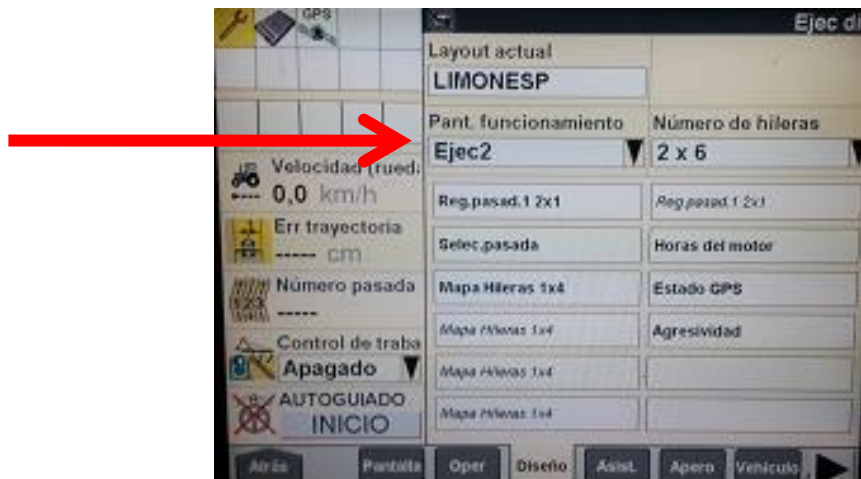 GPS
Ejec di
Layout actual
LIMONESP
Pant. funcionamiento
Número de hileras
Ejec2
2 x 6
Velocidad (rued
0,0 km/h
Reg.pasad.1 2x1
Reg.pasad.1 2x1
Err trayectoria
----- cm
Selec.pasada
Horas del motor
Número pasada
-----
Mapa Hileras 1x4
Estado GPS
Control de traba
Apagado
Mapa Hileras 1x4
Agresividad
Mapa Hileras 1x4
AUTOGUIADO
INICIO
Mapa Hileras 1x4
Atrás
Pantalla
Oper
Diseño
Asist.
Apero
Vehículo